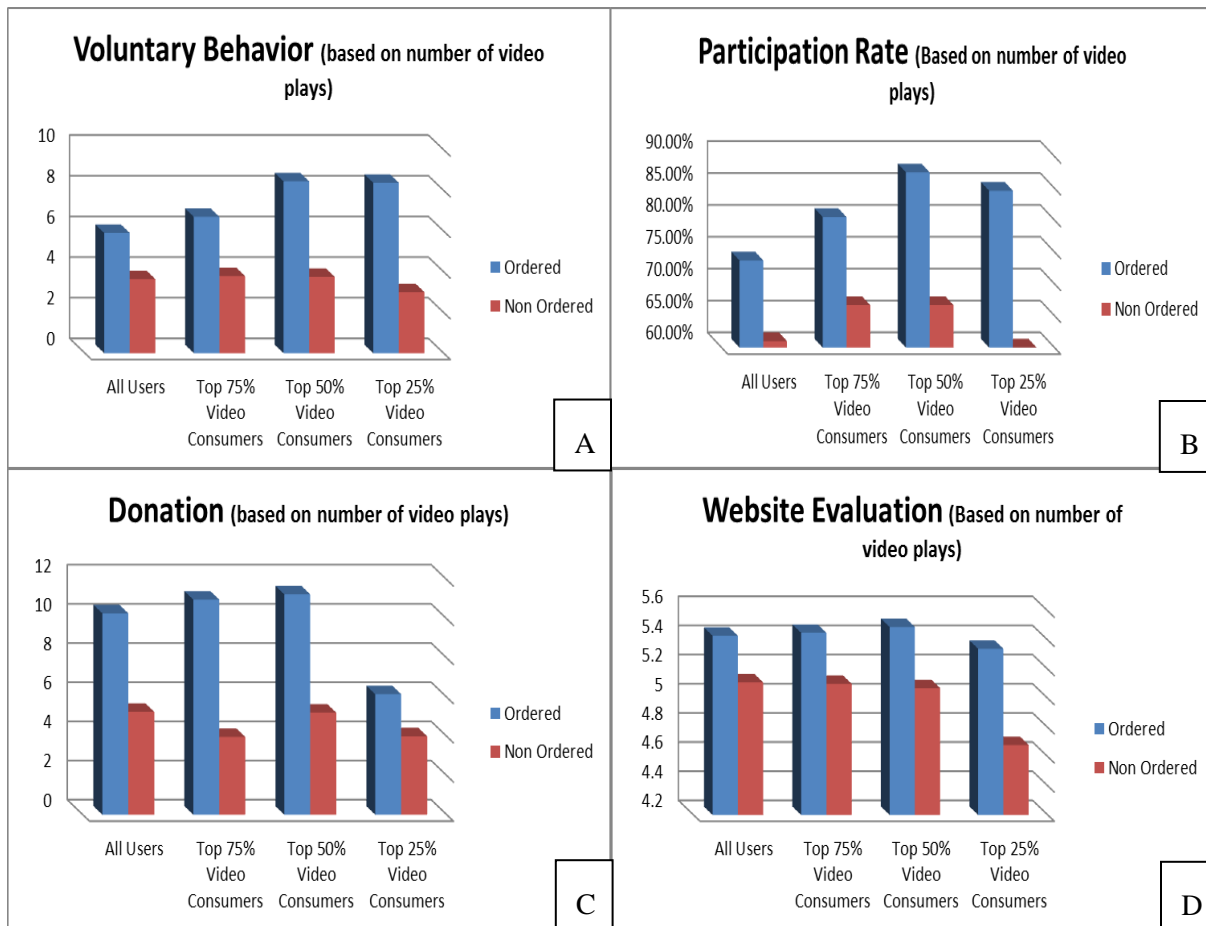 Voluntary Behavior (based on number of video
plays)
10
8
6
4
2
0
Ordered
Non Ordered
All Users
Top 75%
Video
Consumers
Top 50%
Video
Consumers
Top 25%
Video
Consumers
A
Participation Rate (Based on number of video
plays)
90.00%
85.00%
80.00%
75.00%
70.00%
65.00%
60.00%
Ordered
Non Ordered
All Users
Top 75%
Video
Consumers
Top 50%
Video
Consumers
Top 25%
Video
Consumers
B
Donation (based on number of video plays)
12
10
8
6
4
2
0
Ordered
Non Ordered
All Users
Top 75%
Video
Consumers
Top 50%
Video
Consumers
Top 25%
Video
Consumers
C
Website Evaluation (Based on number of
video plays)
5.6
5.4
5.2
5
4.8
4.6
4.4
4.2
Ordered
Non Ordered
All Users
Top 75%
Video
Consumers
Top 50%
Video
Consumers
Top 25%
Video
Consumers
D